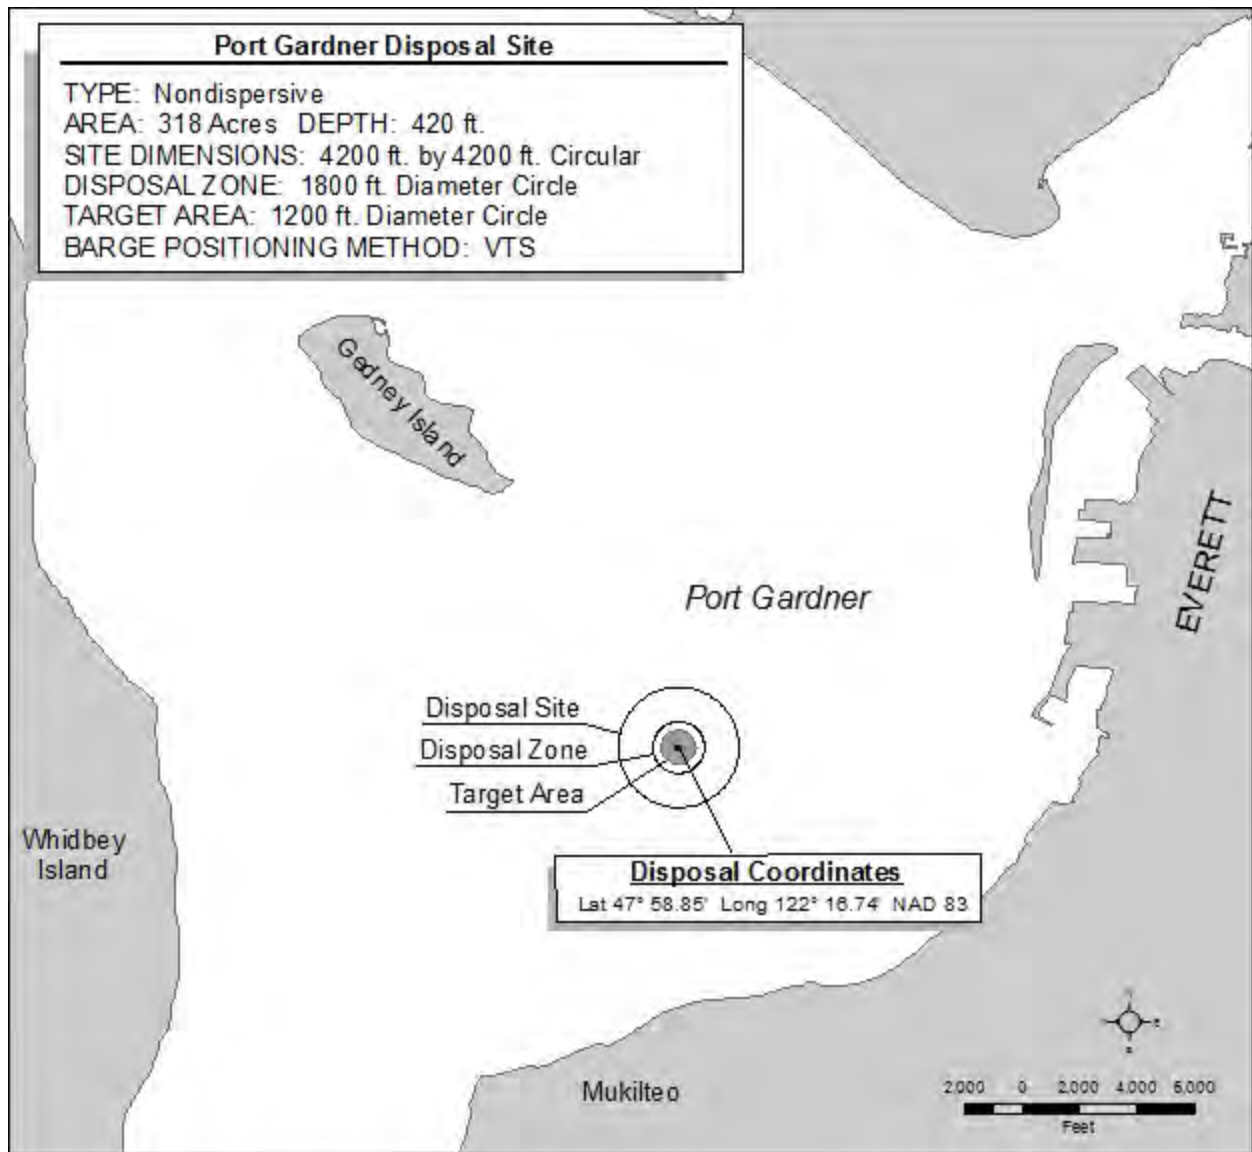 Port Gardner Disposal Site
TYPE: Nondispersive
AREA: 318 Acres DEPTH: 420 ft.
SITE DIMENSIONS: 4200 ft. by 4200 ft. Circular
DISPOSAL ZONE: 1800 ft. Diameter Circle
TARGET AREA: 1200 ft. Diameter Circle
BARGE POSITIONING METHOD: VTS
Gedney Island
EVERETT
Port Gardner
Disposal Site
Disposal Zone
Target Area
Whidbey
Island
Disposal Coordinates
Lat 47° 58.85' Long 122° 16.74' NAD 83
Mukilteo
2,000 0 2,000 4,000 6,000
Feet